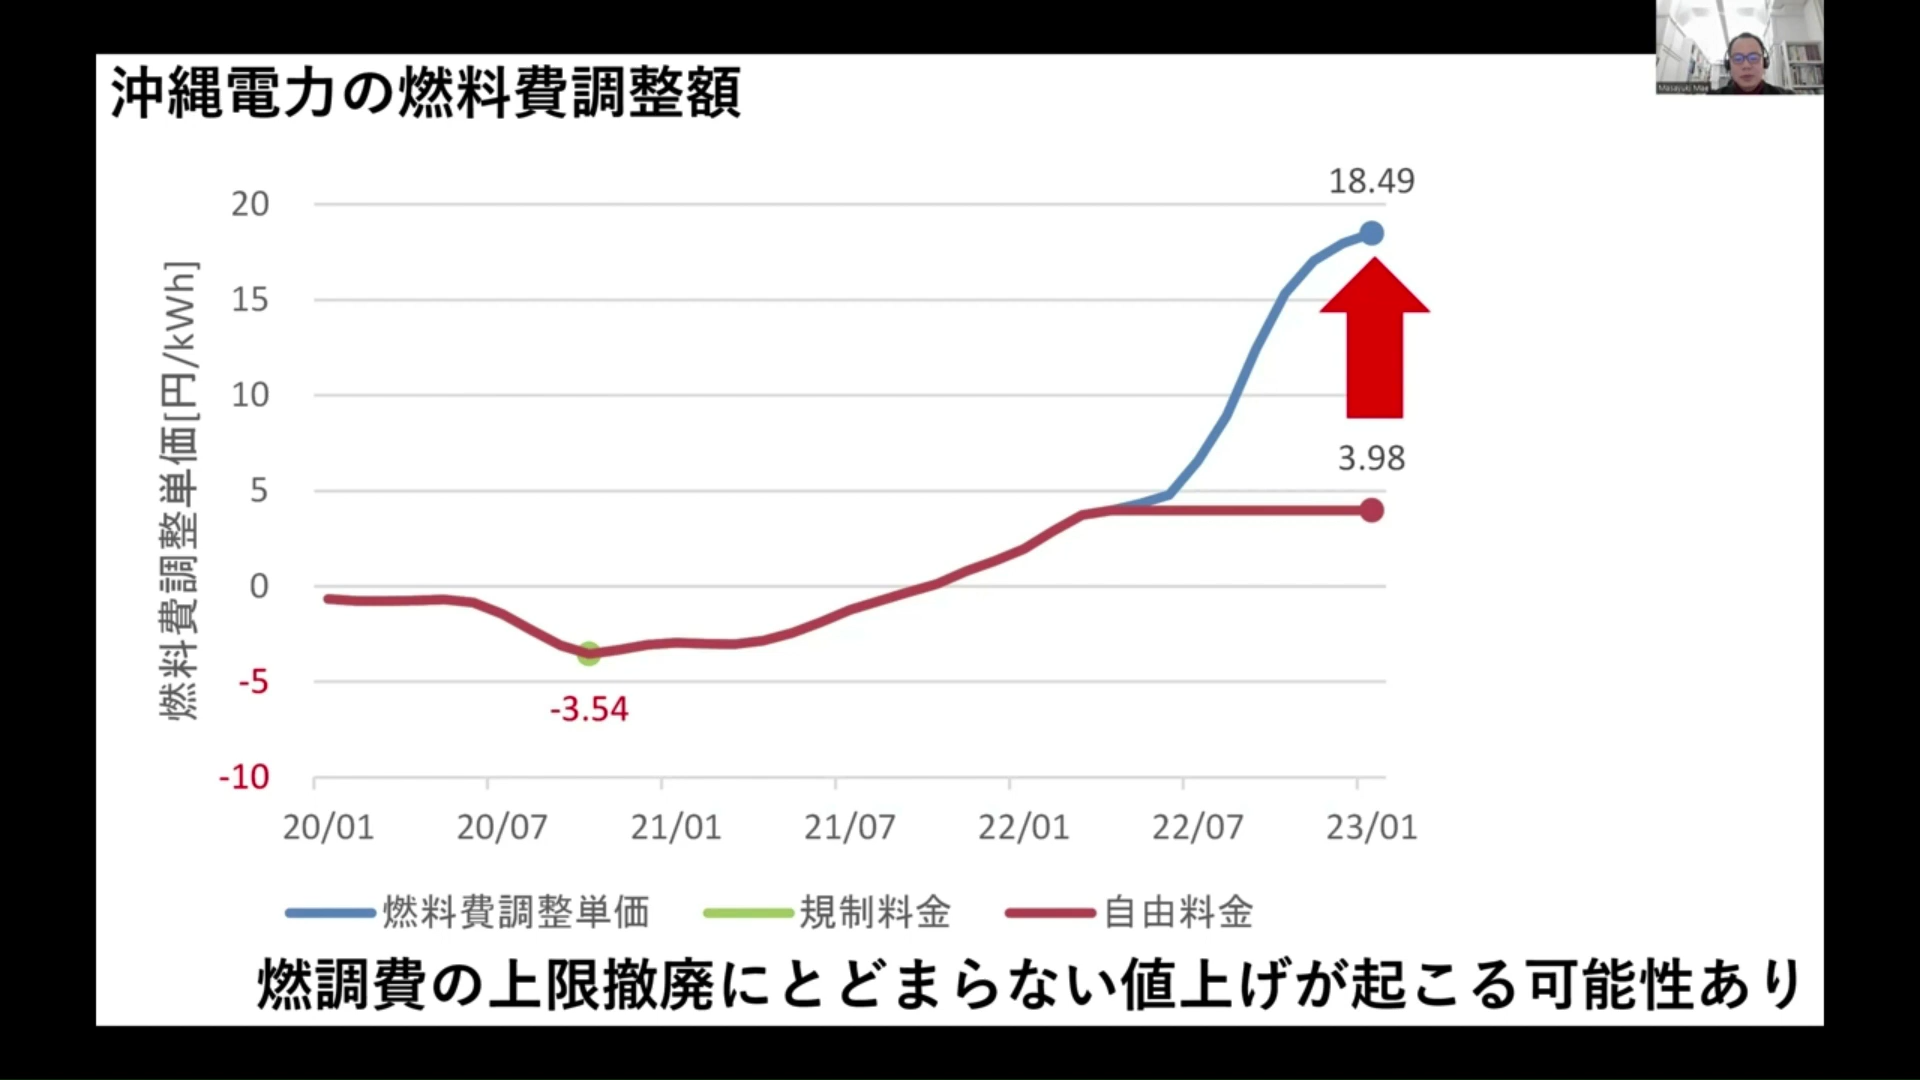 沖縄電力の燃料費調整額
Masayuki Mae
18.49
20
15
10
5
0
-5
-10
燃料費調整単価[円/kWh]
3.98
-3.54
20/01 20/07 21/01 21/07 22/01 22/07 23/01
燃料費調整単価 規制料金 自由料金
燃調費の上限撤廃にとどまらない値上げが起こる可能性あり